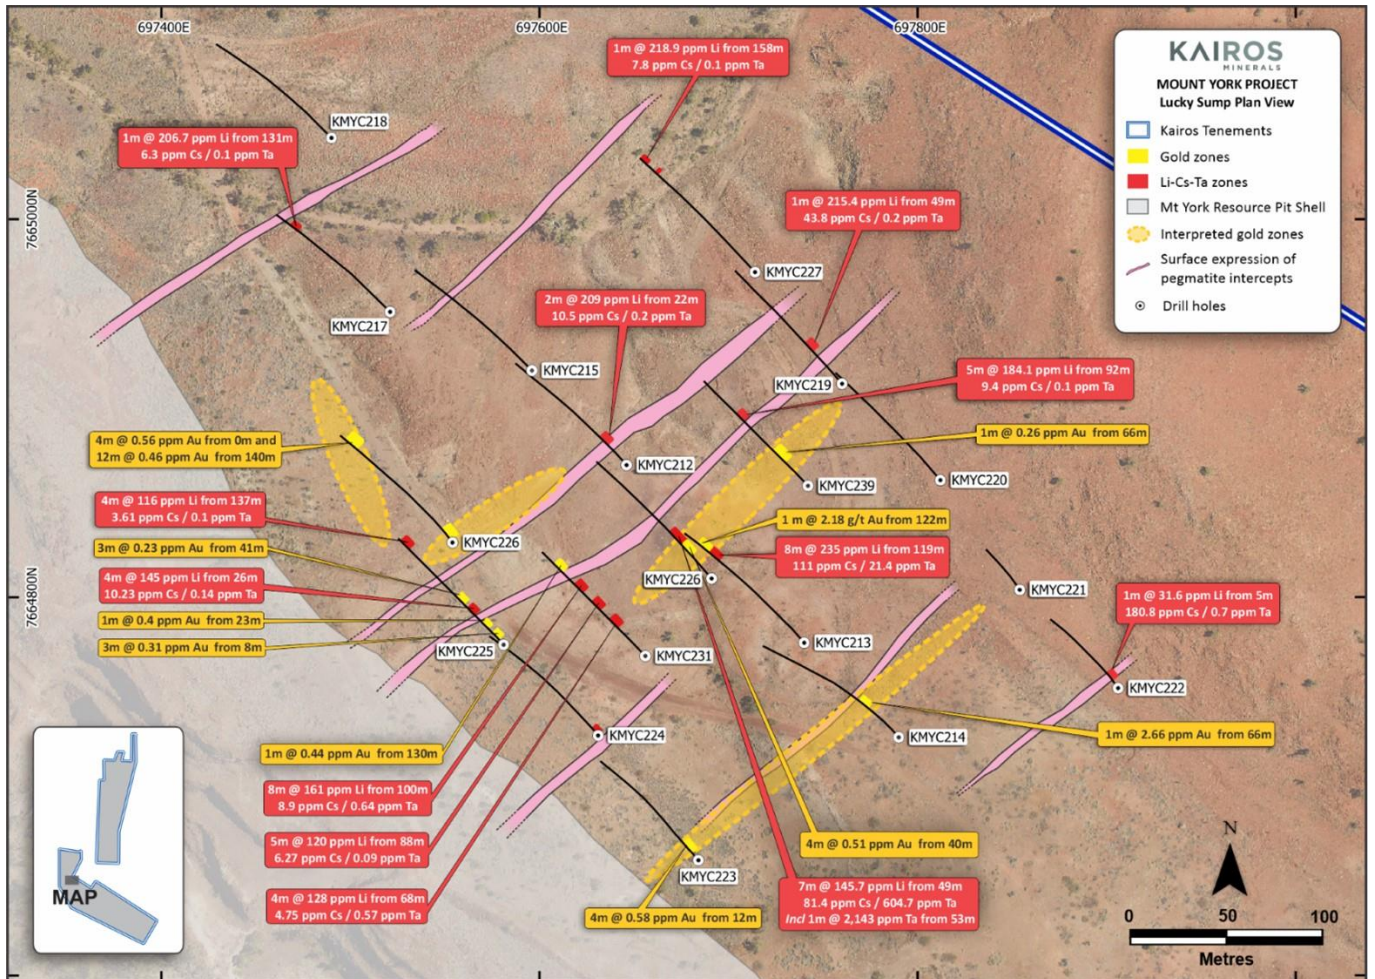 697400E
697600E
697800E
7665000N
7664800N
KAIROS
MINERALS
MOUNT YORK PROJECT
Lucky Sump Plan View
Kairos Tenements
Gold zones
Li-Cs-Ta zones
Mt York Resource Pit Shell
Interpreted gold zones
Surface expression of
pegmatite intercepts
Drill holes
1m @ 218.9 ppm Li from 158m
7.8 ppm Cs / 0.1 ppm Ta
KMYC218
1m @ 206.7 ppm Li from 131m
6.3 ppm Cs / 0.1 ppm Ta
1m @ 215.4 ppm Li from 49m
43.8 ppm Cs / 0.2 ppm Ta
KMYC227
KMYC217
2m @ 209 ppm Li from 22m
10.5 ppm Cs / 0.2 ppm Ta
KMYC215
KMYC219
5m @ 184.1 ppm Li from 92m
9.4 ppm Cs / 0.1 ppm Ta
4m @ 0.56 ppm Au from 0m and
12m @ 0.46 ppm Au from 140m
1m @ 0.26 ppm Au from 66m
KMYC212
KMYC239
KMYC220
4m @ 116 ppm Li from 137m
3.61 ppm Cs / 0.1 ppm Ta
1 m @ 2.18 g/t Au from 122m
KMYC226
3m @ 0.23 ppm Au from 41m
8m @ 235 ppm Li from 119m
111 ppm Cs / 21.4 ppm Ta
KMYC226
4m @ 145 ppm Li from 26m
10.23 ppm Cs / 0.14 ppm Ta
KMYC221
1m @ 31.6 ppm Li from 5m
180.8 ppm Cs / 0.7 ppm Ta
1m @ 0.4 ppm Au from 23m
3m @ 0.31 ppm Au from 8m
KMYC225
KMYC231
KMYC213
KMYC222
KMYC224
KMYC214
1m @ 2.66 ppm Au from 66m
1m @ 0.44 ppm Au from 130m
8m @ 161 ppm Li from 100m
8.9 ppm Cs / 0.64 ppm Ta
5m @ 120 ppm Li from 88m
6.27 ppm Cs / 0.09 ppm Ta
4m @ 0.51 ppm Au from 40m
KMYC223
4m @ 128 ppm Li from 68m
4.75 ppm Cs / 0.57 ppm Ta
4m @ 0.58 ppm Au from 12m
7m @ 145.7 ppm Li from 49m
81.4 ppm Cs / 604.7 ppm Ta
Incl 1m @ 2,143 ppm Ta from 53m
MAP
N
0 50 100
Metres